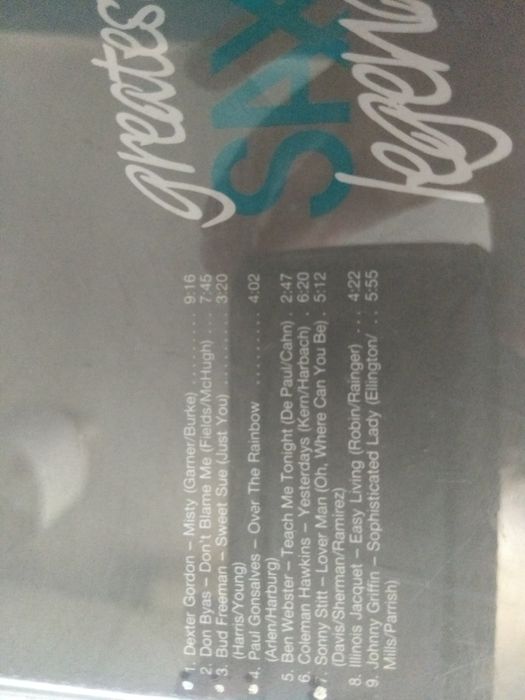 greates
SAX
legen
1. Dexter Gordon – Misty (Garner/Burke) ......... 9:16
2. Don Byas – Don't Blame Me (Fields/McHugh) .... 7:45
3. Bud Freeman – Sweet Sue (Just You) ........... 3:20
(Harris/Young)
4. Paul Gonsalves – Over The Rainbow ......... 4:02
(Arlen/Harburg)
5. Ben Webster – Teach Me Tonight (De Paul/Cahn) . 2:47
6. Coleman Hawkins – Yesterdays (Kern/Harbach) . 6:20
7. Sonny Stitt – Lover Man (Oh, Where Can You Be) . 5:12
(Davis/Sherman/Ramirez)
8. Illinois Jacquet – Easy Living (Robin/Rainger) ... 4:22
9. Johnny Griffin – Sophisticated Lady (Ellington/ ... 5:55
Mills/Parrish)